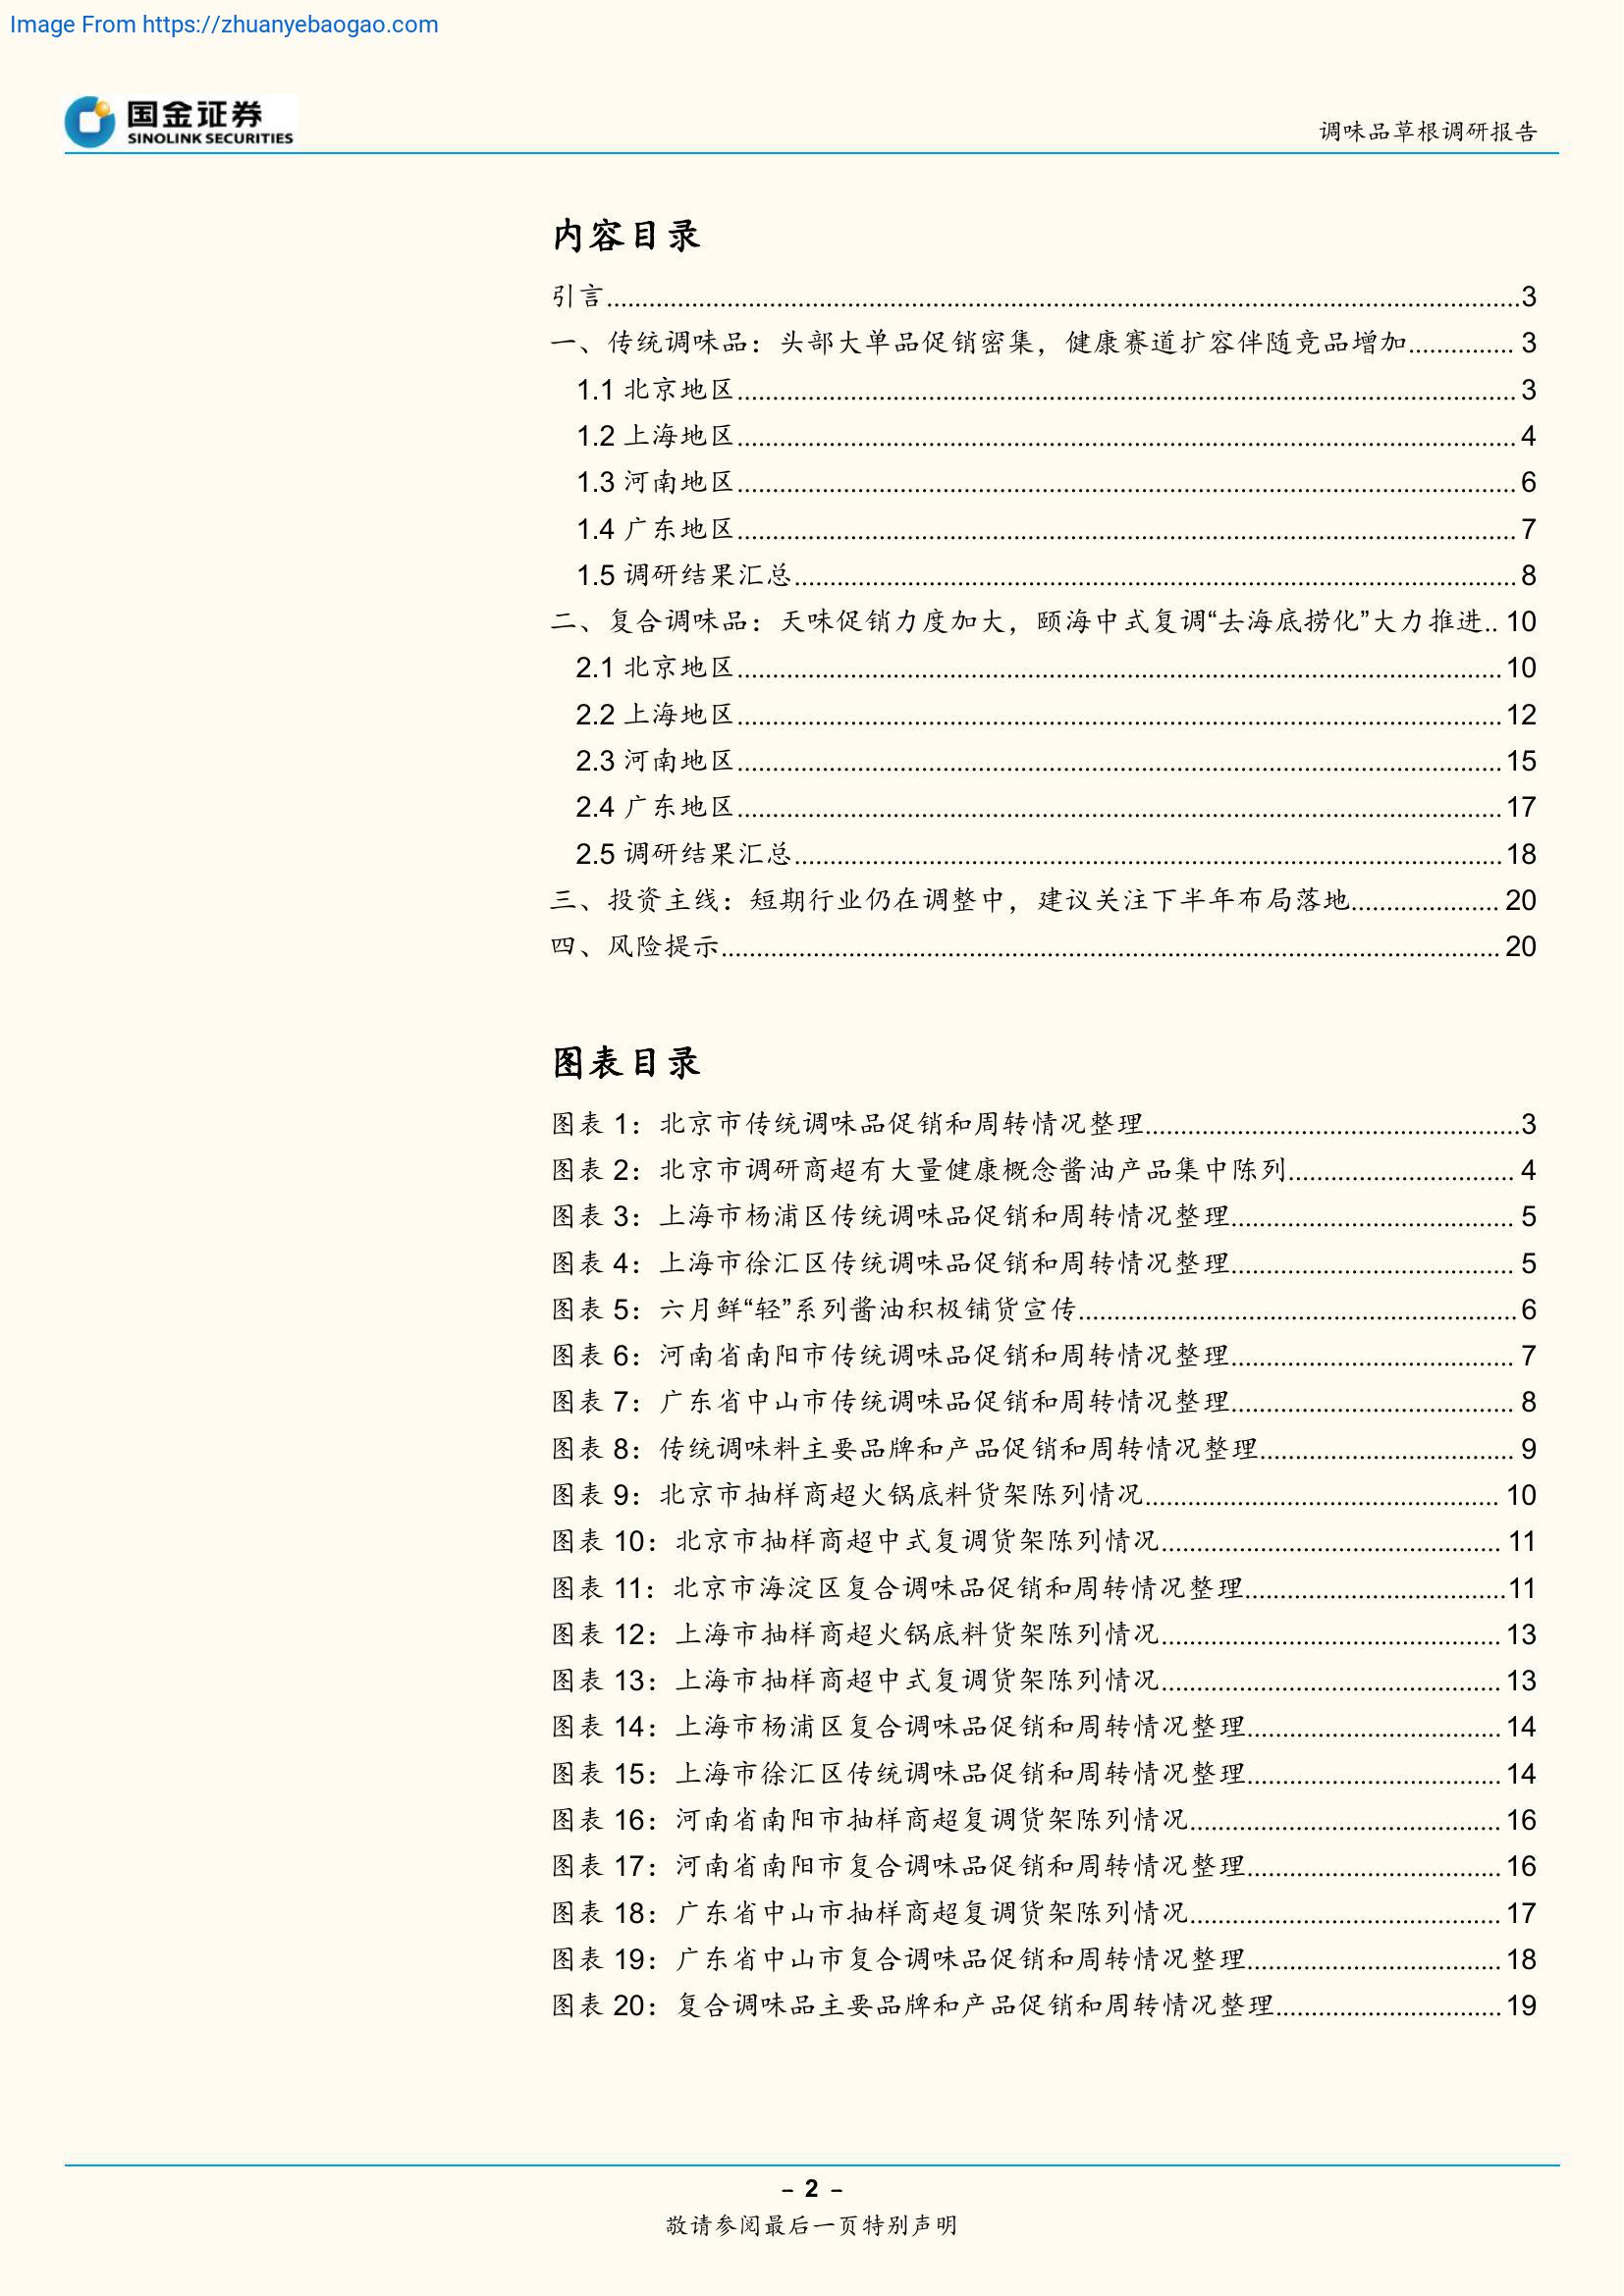 Image From https://zhuanyebaogao.com
国金证券
SINOLINK SECURITIES
调味品草根调研报告
内容目录
引言........3
一、传统调味品：头部大单品促销密集，健康赛道扩容伴随竞品增加........ 3
1.1 北京地区........ 3
1.2 上海地区........ 4
1.3 河南地区........ 6
1.4 广东地区........ 7
1.5 调研结果汇总........ 8
二、复合调味品：天味促销力度加大，颐海中式复调“去海底捞化”大力推进.. 10
2.1 北京地区........ 10
2.2 上海地区........ 12
2.3 河南地区........ 15
2.4 广东地区........ 17
2.5 调研结果汇总........ 18
三、投资主线：短期行业仍在调整中，建议关注下半年布局落地........ 20
四、风险提示........ 20
图表目录
图表 1：北京市传统调味品促销和周转情况整理........3
图表 2：北京市调研商超有大量健康概念酱油产品集中陈列........ 4
图表 3：上海市杨浦区传统调味品促销和周转情况整理........ 5
图表 4：上海市徐汇区传统调味品促销和周转情况整理........ 5
图表 5：六月鲜“轻”系列酱油积极铺货宣传........ 6
图表 6：河南省南阳市传统调味品促销和周转情况整理........ 7
图表 7：广东省中山市传统调味品促销和周转情况整理........ 8
图表 8：传统调味料主要品牌和产品促销和周转情况整理........ 9
图表 9：北京市抽样商超火锅底料货架陈列情况........ 10
图表 10：北京市抽样商超中式复调货架陈列情况........ 11
图表 11：北京市海淀区复合调味品促销和周转情况整理........11
图表 12：上海市抽样商超火锅底料货架陈列情况........ 13
图表 13：上海市抽样商超中式复调货架陈列情况........ 13
图表 14：上海市杨浦区复合调味品促销和周转情况整理........ 14
图表 15：上海市徐汇区传统调味品促销和周转情况整理........ 14
图表 16：河南省南阳市抽样商超复调货架陈列情况........ 16
图表 17：河南省南阳市复合调味品促销和周转情况整理........ 16
图表 18：广东省中山市抽样商超复调货架陈列情况........ 17
图表 19：广东省中山市复合调味品促销和周转情况整理........ 18
图表 20：复合调味品主要品牌和产品促销和周转情况整理........ 19
- 2 -
敬请参阅最后一页特别声明